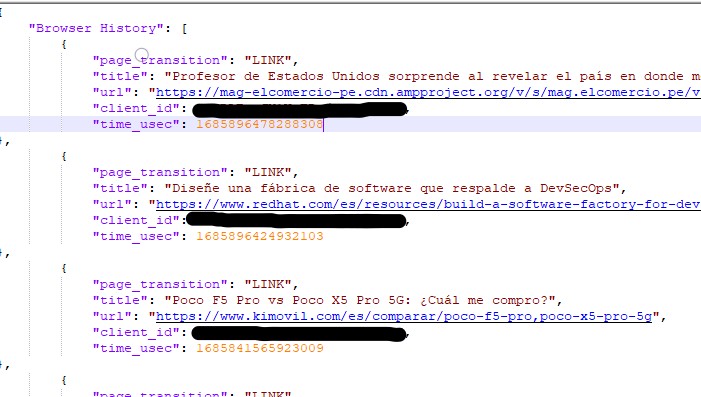 {
"Browser History": [
{
"page_transition": "LINK",
"title": "Profesor de Estados Unidos sorprende al revelar el país en donde m
"url": "https://mag-elcomercio-pe.cdn.ampproject.org/v/s/mag.elcomercio.pe/v
"client_id": ,
"time_usec": 1685896478288308
},
{
"page_transition": "LINK",
"title": "Diseñe una fábrica de software que respalde a DevSecOps",
"url": "https://www.redhat.com/es/resources/build-a-software-factory-for-dev
"client_id": ,
"time_usec": 1685896424932103
},
{
"page_transition": "LINK",
"title": "Poco F5 Pro vs Poco X5 Pro 5G: ¿Cuál me compro?",
"url": "https://www.kimovil.com/es/comparar/poco-f5-pro,poco-x5-pro-5g",
"client_id": ,
"time_usec": 1685841565923009
},
{
"page_transition": "LINK",